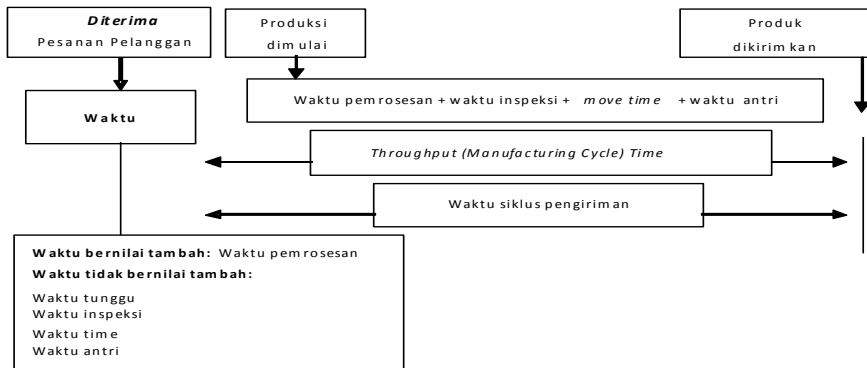 Diterima
Pesanan Pelanggan
Produksi
dimulai
Produk
dikirimkan
Waktu
Waktu pemrosesan + waktu inspeksi + move time + waktu antri
Throughput (Manufacturing Cycle) Time
Waktu siklus pengiriman
Waktu bernilai tambah: Waktu pemrosesan
Waktu tidak bernilai tambah:
Waktu tunggu
Waktu inspeksi
Waktu time
Waktu antri